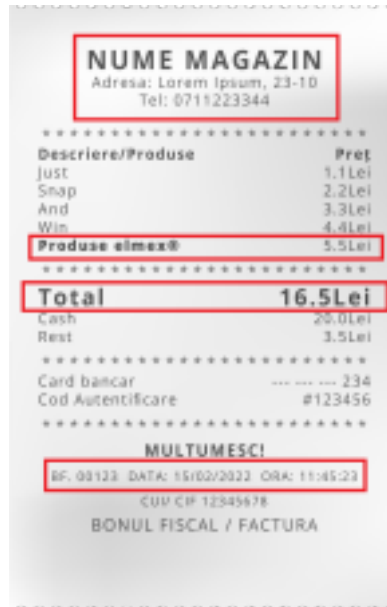 NUME MAGAZIN
Adresa: Lorem Ipsum, 23-10
Tel: 0711223344
* * * * * * * * * * * * * * * * * * *
Descriere/Produse Preț
Just 1.1Lei
Snap 2.2Lei
And 3.3Lei
Win 4.4Lei
Produse elmex® 5.5Lei
* * * * * * * * * * * * * * * * * * *
Total 16.5Lei
Cash 20.0Lei
Rest 3.5Lei
* * * * * * * * * * * * * * * * * * *
Card bancar --- --- --- 234
Cod Autentificare #123456
* * * * * * * * * * * * * * * * * * *
MULTUMESC!
BF. 00123 DATA: 15/02/2022 ORA: 11:45:23
CUI/ CIF 12345678
BONUL FISCAL / FACTURA